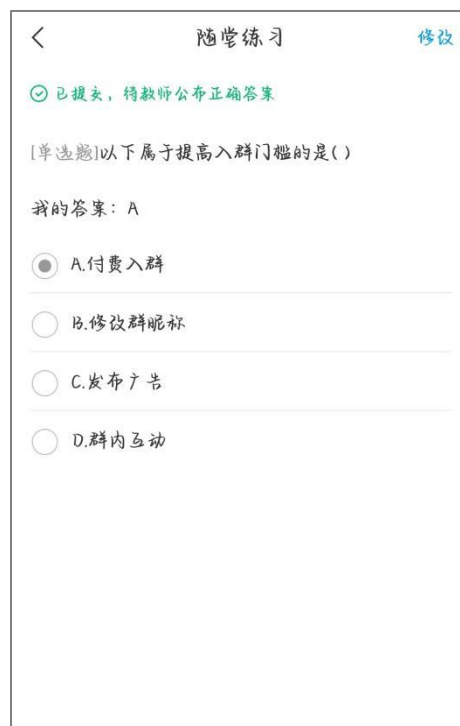 随堂练习 修改
已提交，待教师公布正确答案
[单选题]以下属于提高入群门槛的是( )
我的答案：A
A.付费入群
B.修改群昵称
C.发布广告
D.群内互动